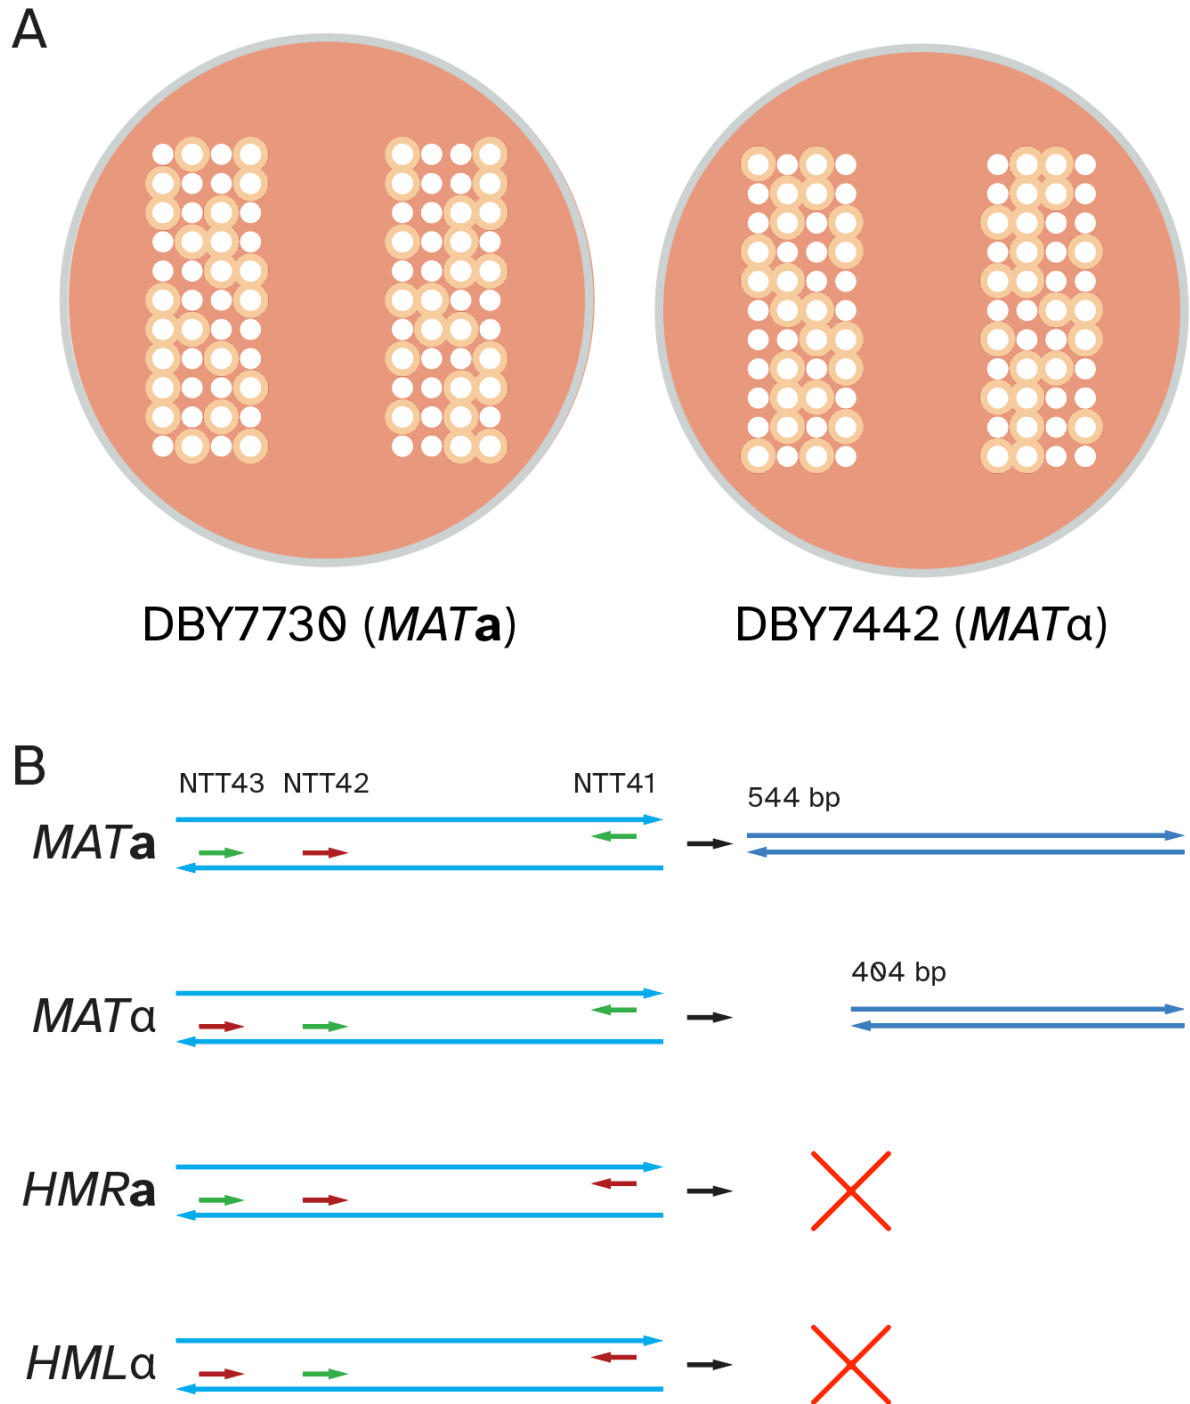 A
DBY7730 (MATa)
DBY7442 (MATα)
B
NTT43 NTT42 NTT41
544 bp
MATa
404 bp
MATα
HMRa
HMLα